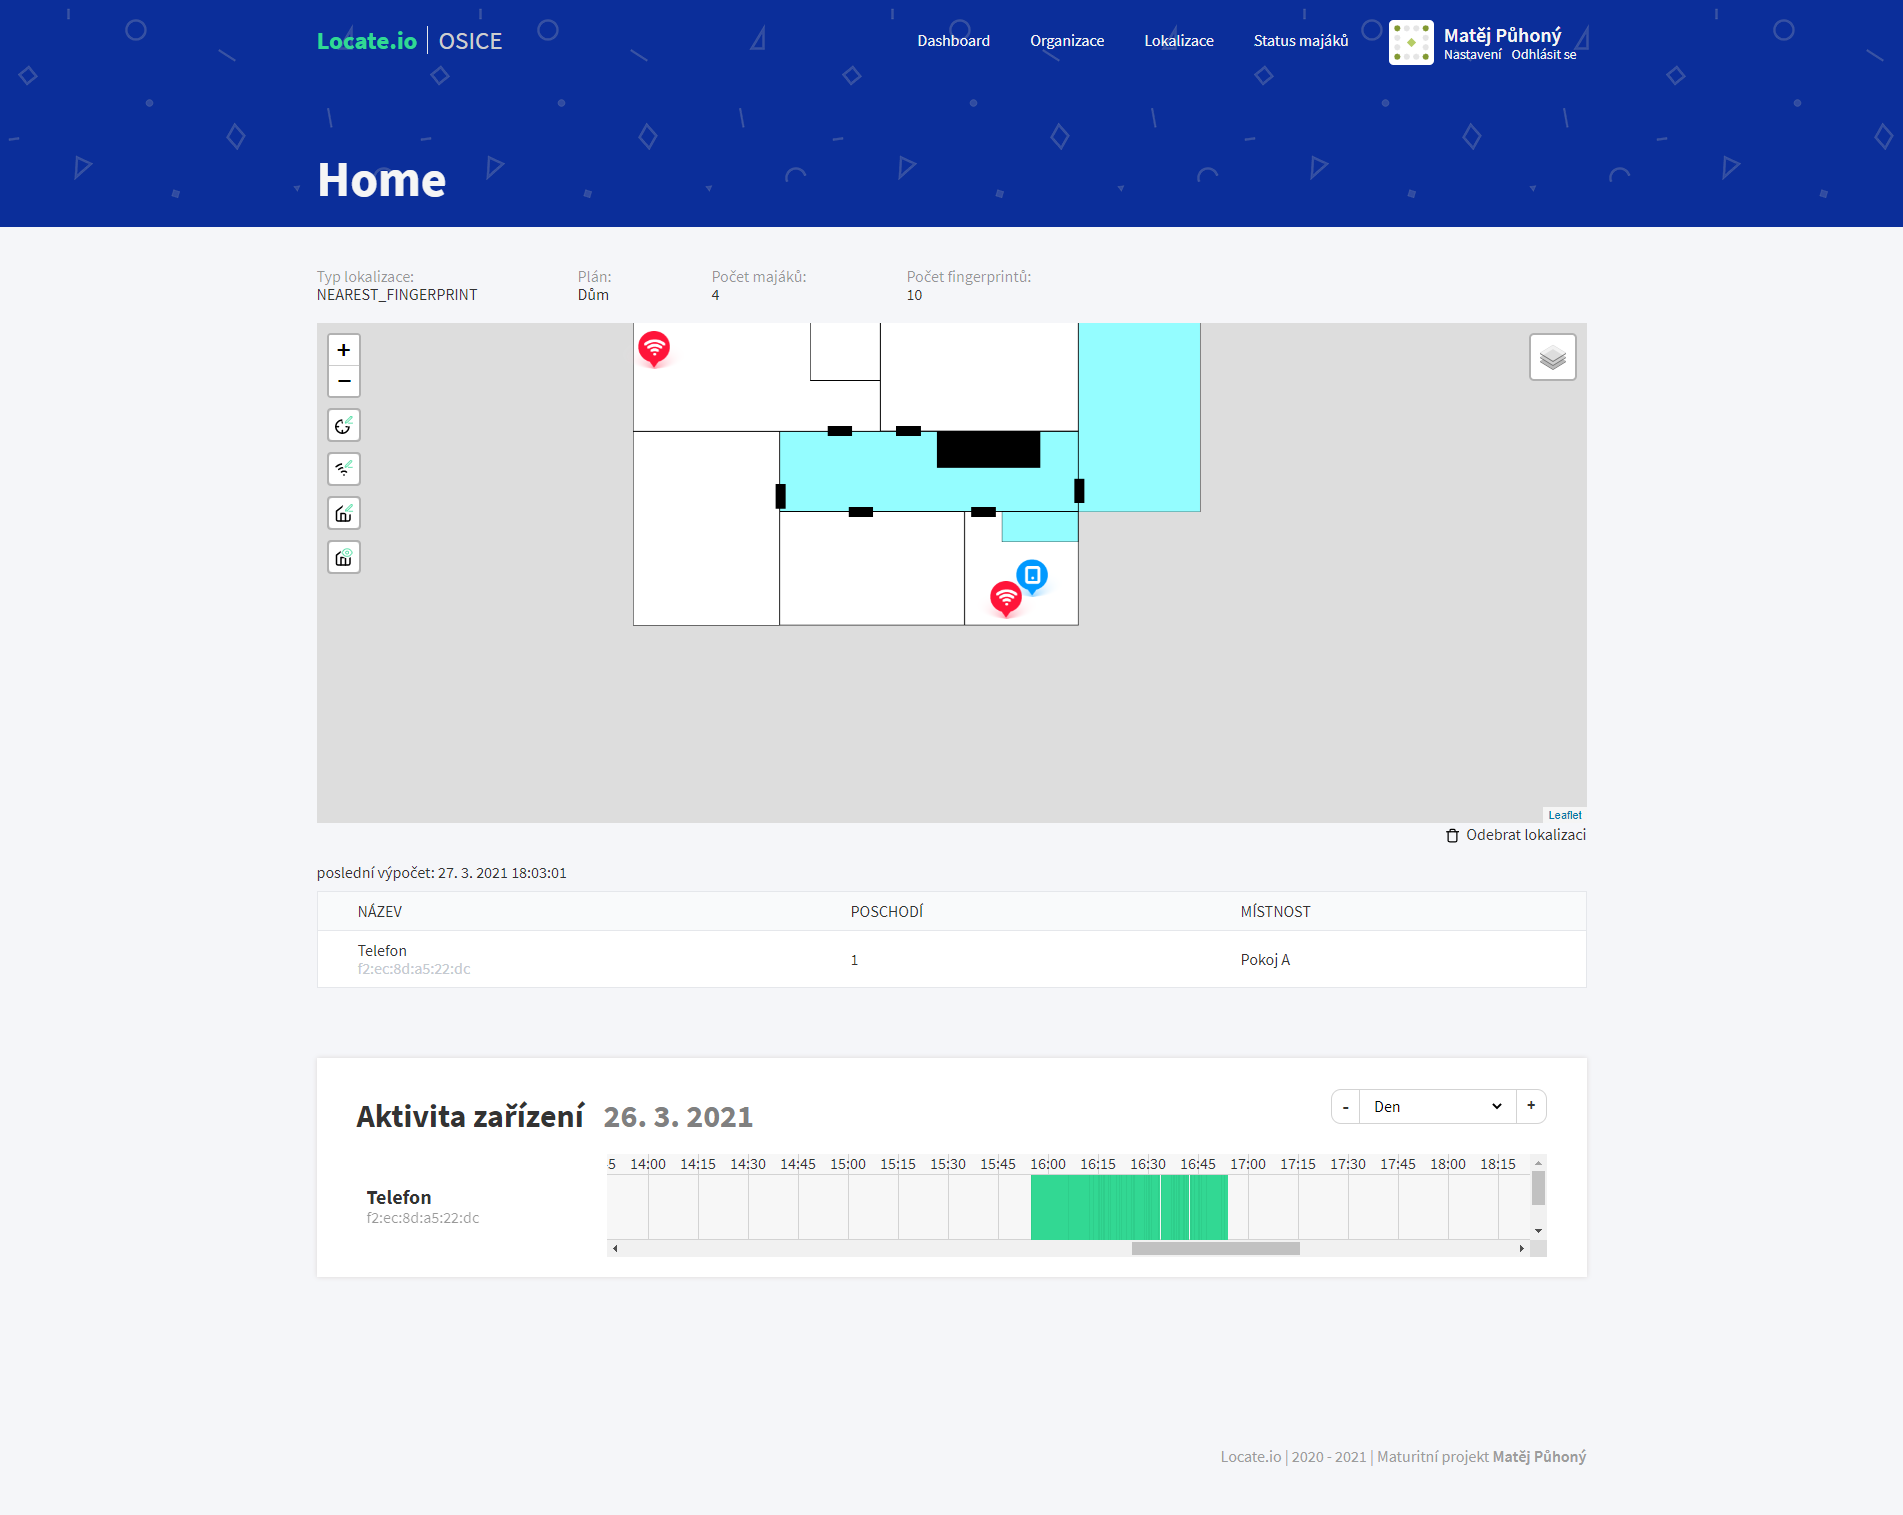 Locate.io | OSICE
Dashboard Organizace Lokalizace Status majáků
Matěj Půhoný
Nastavení Odhlásit se
Home
Typ lokalizace: Plán: Počet majáků: Počet fingerprintů:
NEAREST_FINGERPRINT Dům 4 10
+
−
Leaflet
Odebrat lokalizaci
poslední výpočet: 27. 3. 2021 18:03:01
NÁZEV POSCHODÍ MÍSTNOST
Telefon
f2:ec:8d:a5:22:dc
1 Pokoj A
Aktivita zařízení 26. 3. 2021
- Den +
5 14:00 14:15 14:30 14:45 15:00 15:15 15:30 15:45 16:00 16:15 16:30 16:45 17:00 17:15 17:30 17:45 18:00 18:15
Telefon
f2:ec:8d:a5:22:dc
Locate.io | 2020 - 2021 | Maturitní projekt Matěj Půhoný